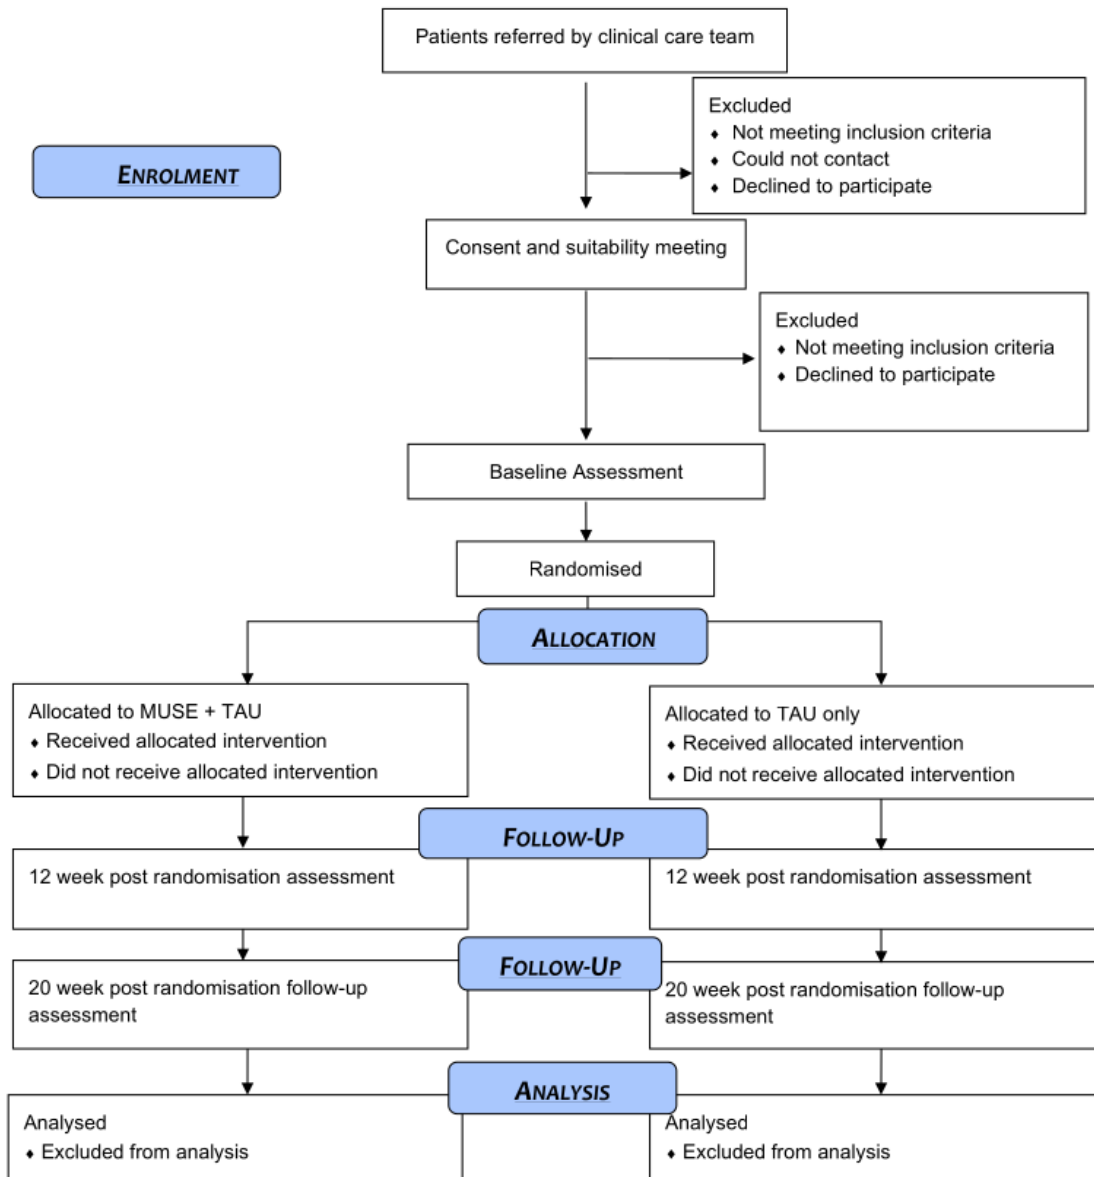 Patients referred by clinical care team
Excluded
♦ Not meeting inclusion criteria
♦ Could not contact
♦ Declined to participate
ENROLMENT
Consent and suitability meeting
Excluded
♦ Not meeting inclusion criteria
♦ Declined to participate
Baseline Assessment
Randomised
ALLOCATION
Allocated to MUSE + TAU
♦ Received allocated intervention
♦ Did not receive allocated intervention
Allocated to TAU only
♦ Received allocated intervention
♦ Did not receive allocated intervention
FOLLOW-UP
12 week post randomisation assessment
12 week post randomisation assessment
FOLLOW-UP
20 week post randomisation follow-up
assessment
20 week post randomisation follow-up
assessment
ANALYSIS
Analysed
♦ Excluded from analysis
Analysed
♦ Excluded from analysis